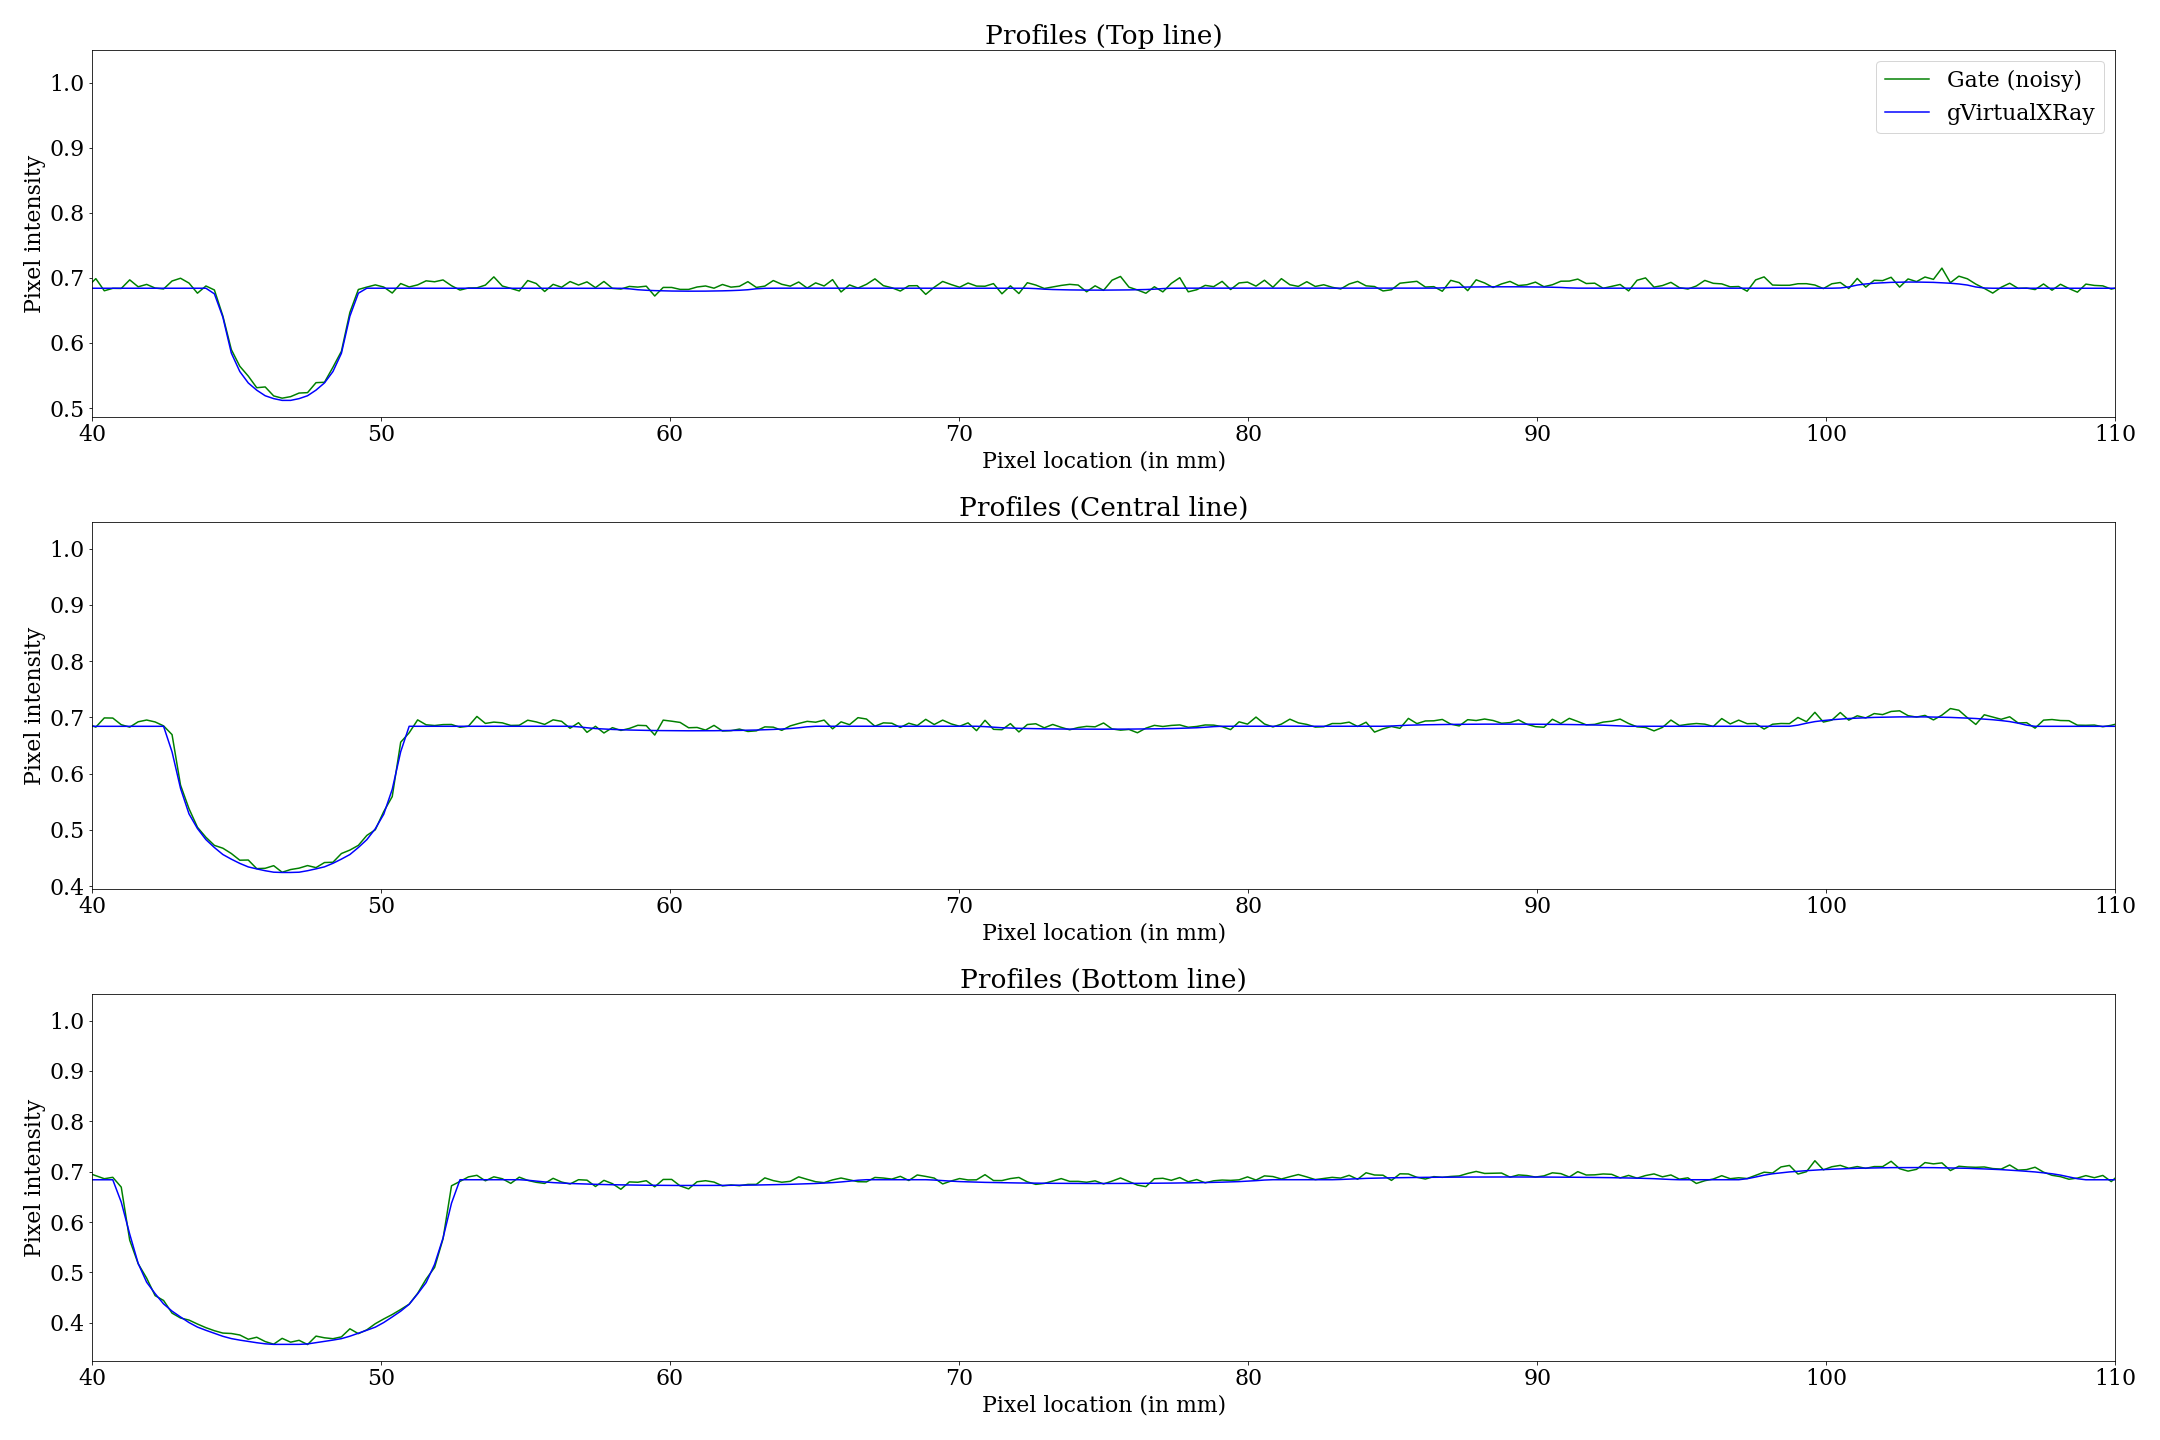 Profiles (Top line)
Pixel intensity
1.0
0.9
0.8
0.7
0.6
0.5
Gate (noisy)
gVirtualXRay
40 50 60 70 80 90 100 110
Pixel location (in mm)
Profiles (Central line)
Pixel intensity
1.0
0.9
0.8
0.7
0.6
0.5
0.4
40 50 60 70 80 90 100 110
Pixel location (in mm)
Profiles (Bottom line)
Pixel intensity
1.0
0.9
0.8
0.7
0.6
0.5
0.4
40 50 60 70 80 90 100 110
Pixel location (in mm)